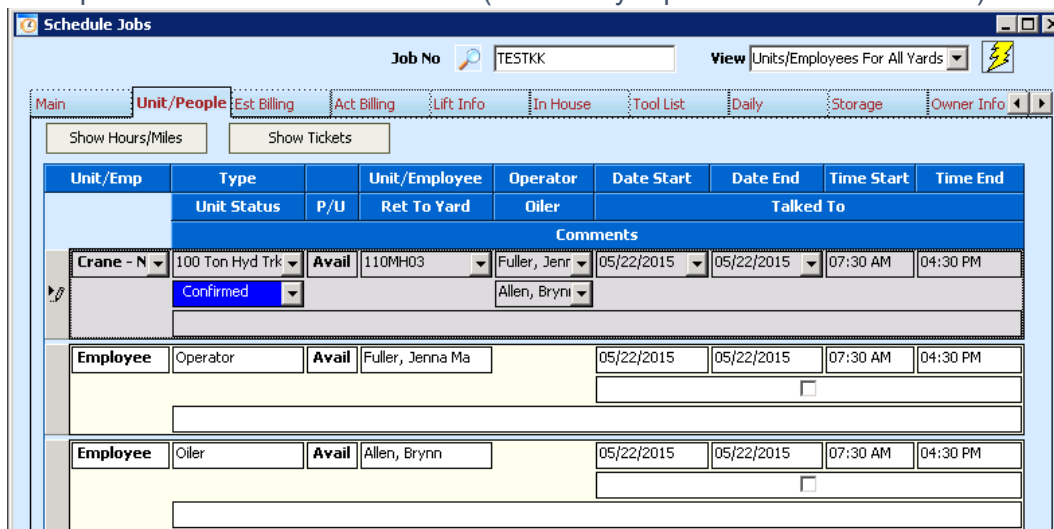 Schedule Jobs
Job No TESTKK View Units/Employees For All Yards
Main Unit/People Est Billing Act Billing Lift Info In House Tool List Daily Storage Owner Info
Show Hours/Miles Show Tickets
Unit/Emp Type Unit/Employee Operator Date Start Date End Time Start Time End
Unit Status P/U Ret To Yard Oiler Talked To
Comments
Crane - N 100 Ton Hyd Trk Avail 110MH03 Fuller, Jenr 05/22/2015 05/22/2015 07:30 AM 04:30 PM
Confirmed Allen, Bryni
Employee Operator Avail Fuller, Jenna Ma 05/22/2015 05/22/2015 07:30 AM 04:30 PM
Employee Oiler Avail Allen, Brynn 05/22/2015 05/22/2015 07:30 AM 04:30 PM